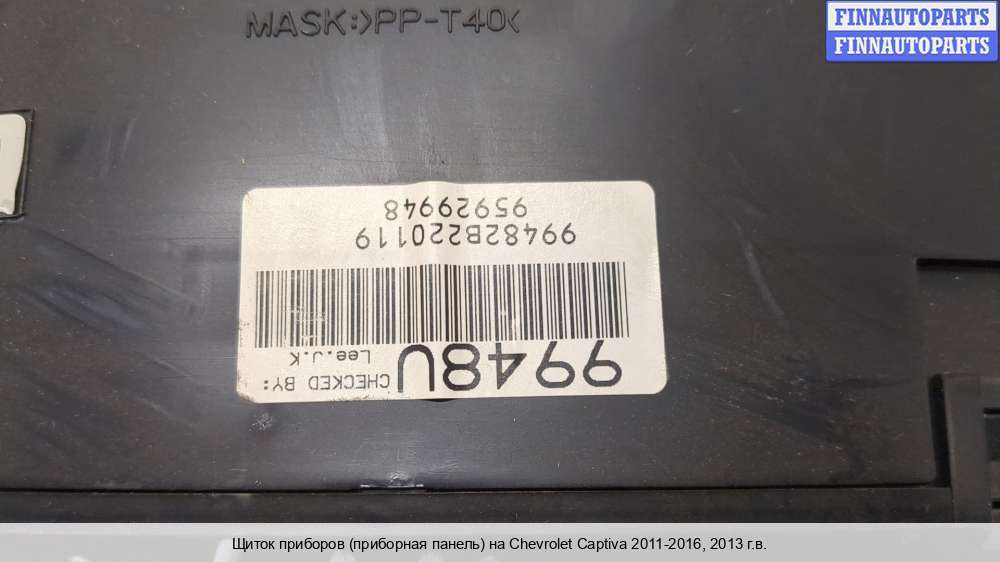 MASK:>PP-T40<
FINNAUTOPARTS
FINNAUTOPARTS
9948U CHECKED BY:
Lee.J.K
99482B220119
95929948
Щиток приборов (приборная панель) на Chevrolet Captiva 2011-2016, 2013 г.в.